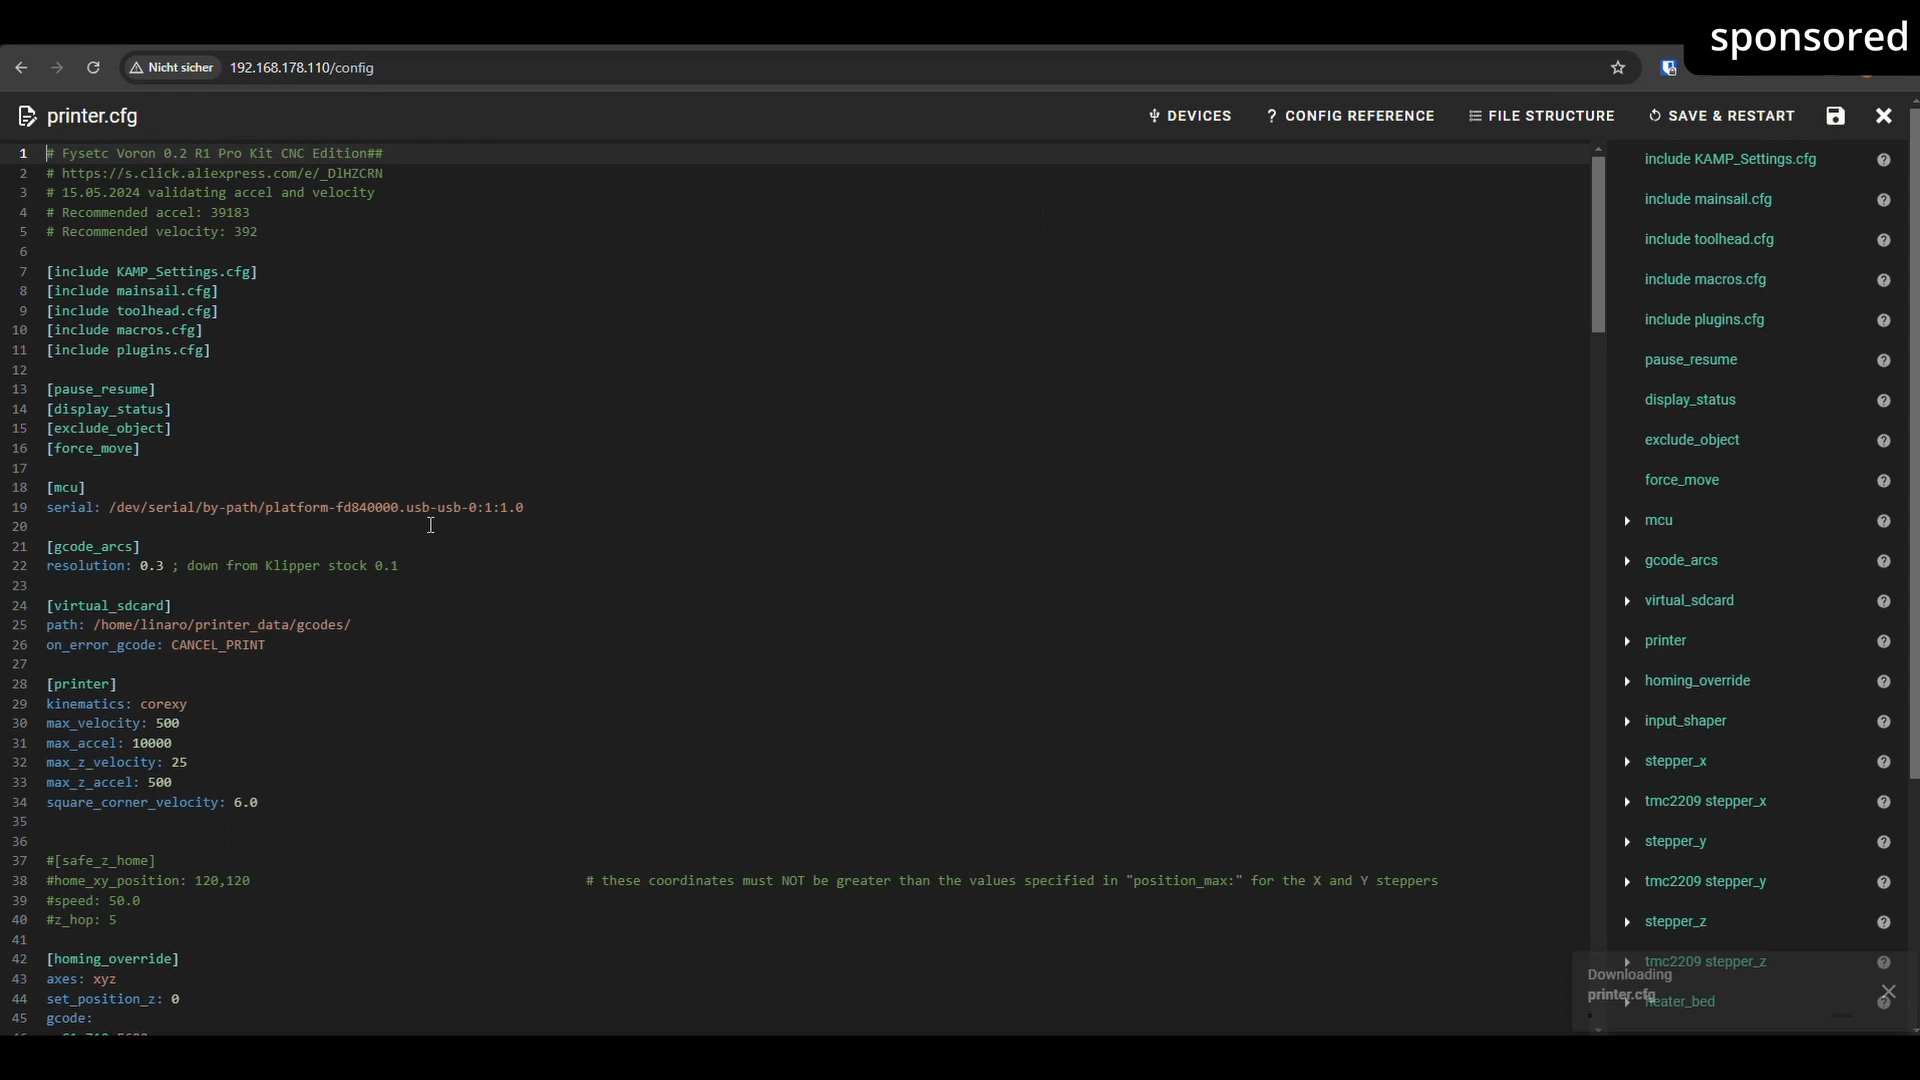 sponsored
Nicht sicher 192.168.178.110/config
printer.cfg DEVICES ? CONFIG REFERENCE FILE STRUCTURE SAVE & RESTART
1 # Fysetc Voron 0.2 R1 Pro Kit CNC Edition##
2 # https://s.click.aliexpress.com/e/_DlHZCRN
3 # 15.05.2024 validating accel and velocity
4 # Recommended accel: 39183
5 # Recommended velocity: 392
6
7 [include KAMP_Settings.cfg]
8 [include mainsail.cfg]
9 [include toolhead.cfg]
10 [include macros.cfg]
11 [include plugins.cfg]
12
13 [pause_resume]
14 [display_status]
15 [exclude_object]
16 [force_move]
17
18 [mcu]
19 serial: /dev/serial/by-path/platform-fd840000.usb-usb-0:1:1.0
20
21 [gcode_arcs]
22 resolution: 0.3 ; down from Klipper stock 0.1
23
24 [virtual_sdcard]
25 path: /home/linaro/printer_data/gcodes/
26 on_error_gcode: CANCEL_PRINT
27
28 [printer]
29 kinematics: corexy
30 max_velocity: 500
31 max_accel: 10000
32 max_z_velocity: 25
33 max_z_accel: 500
34 square_corner_velocity: 6.0
35
36
37 #[safe_z_home]
38 #home_xy_position: 120,120 # these coordinates must NOT be greater than the values specified in "position_max:" for the X and Y steppers
39 #speed: 50.0
40 #z_hop: 5
41
42 [homing_override]
43 axes: xyz
44 set_position_z: 0
45 gcode:
include KAMP_Settings.cfg
include mainsail.cfg
include toolhead.cfg
include macros.cfg
include plugins.cfg
pause_resume
display_status
exclude_object
force_move
mcu
gcode_arcs
virtual_sdcard
printer
homing_override
input_shaper
stepper_x
tmc2209 stepper_x
stepper_y
tmc2209 stepper_y
stepper_z
tmc2209 stepper_z
heater_bed
Downloading
printer.cfg